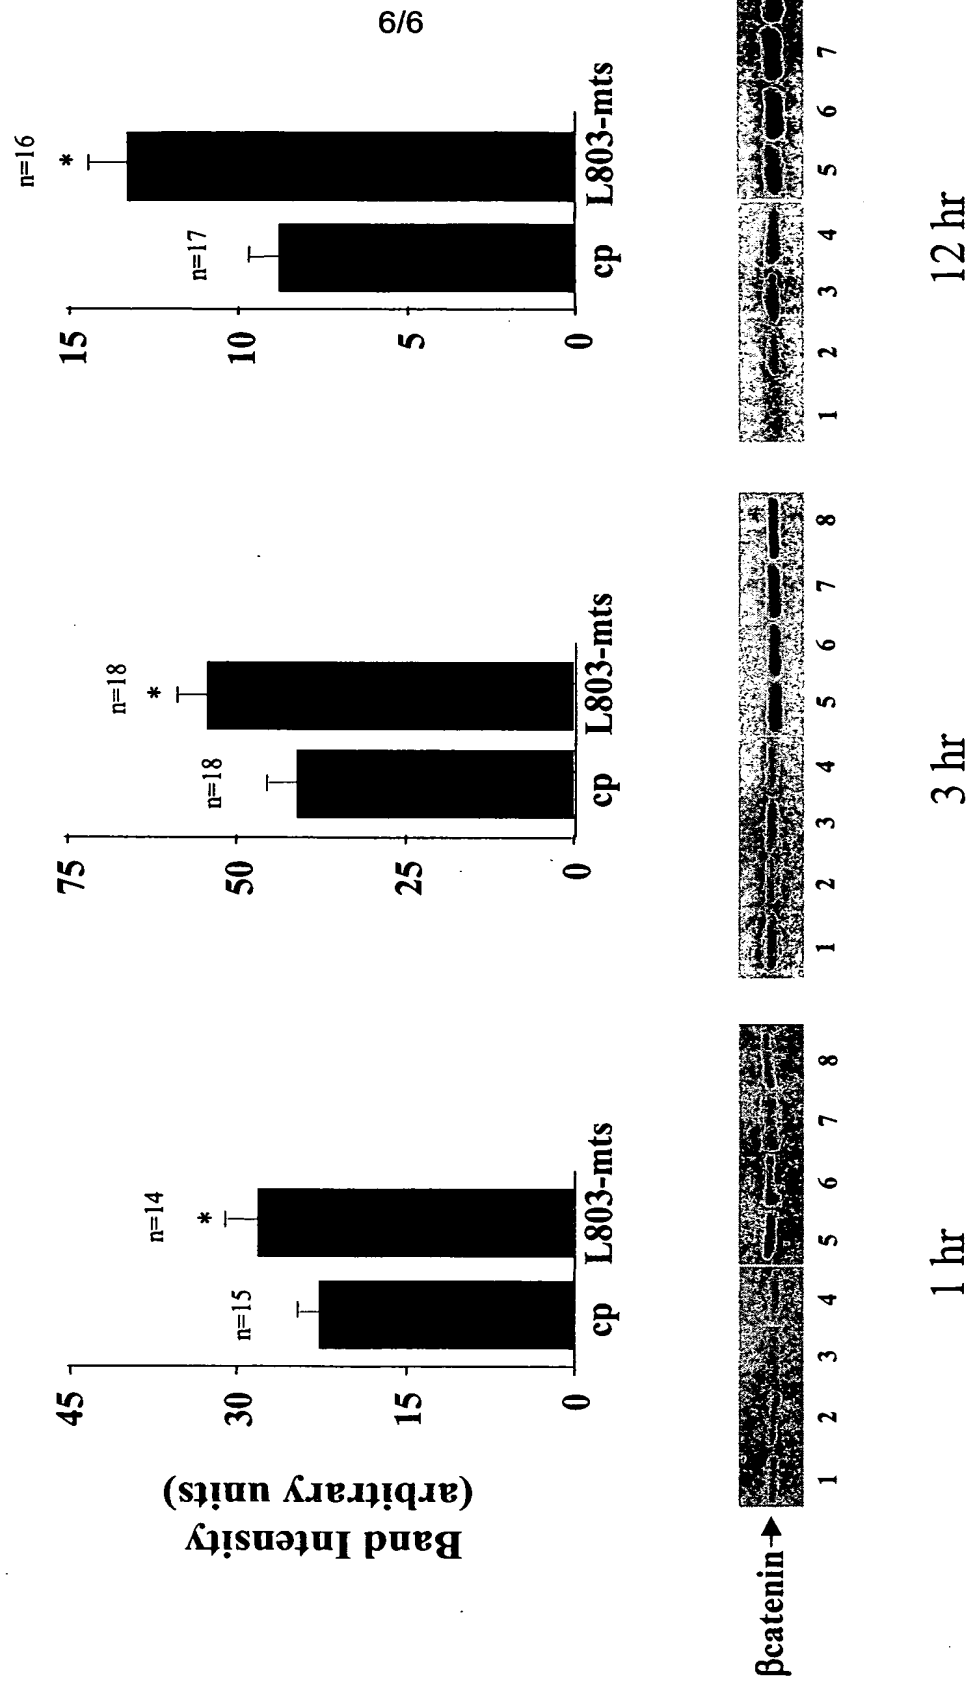 9/9
Band Intensity
(arbitrary units)
45
30
15
0
n=15
n=14
*
cp
L803-mts
75
50
25
0
n=18
n=18
*
cp
L803-mts
15
10
5
0
n=17
n=16
*
cp
L803-mts
βcatenin→
1 2 3 4 5 6 7 8
1 2 3 4 5 6 7 8
1 2 3 4 5 6 7
1 hr
3 hr
12 hr